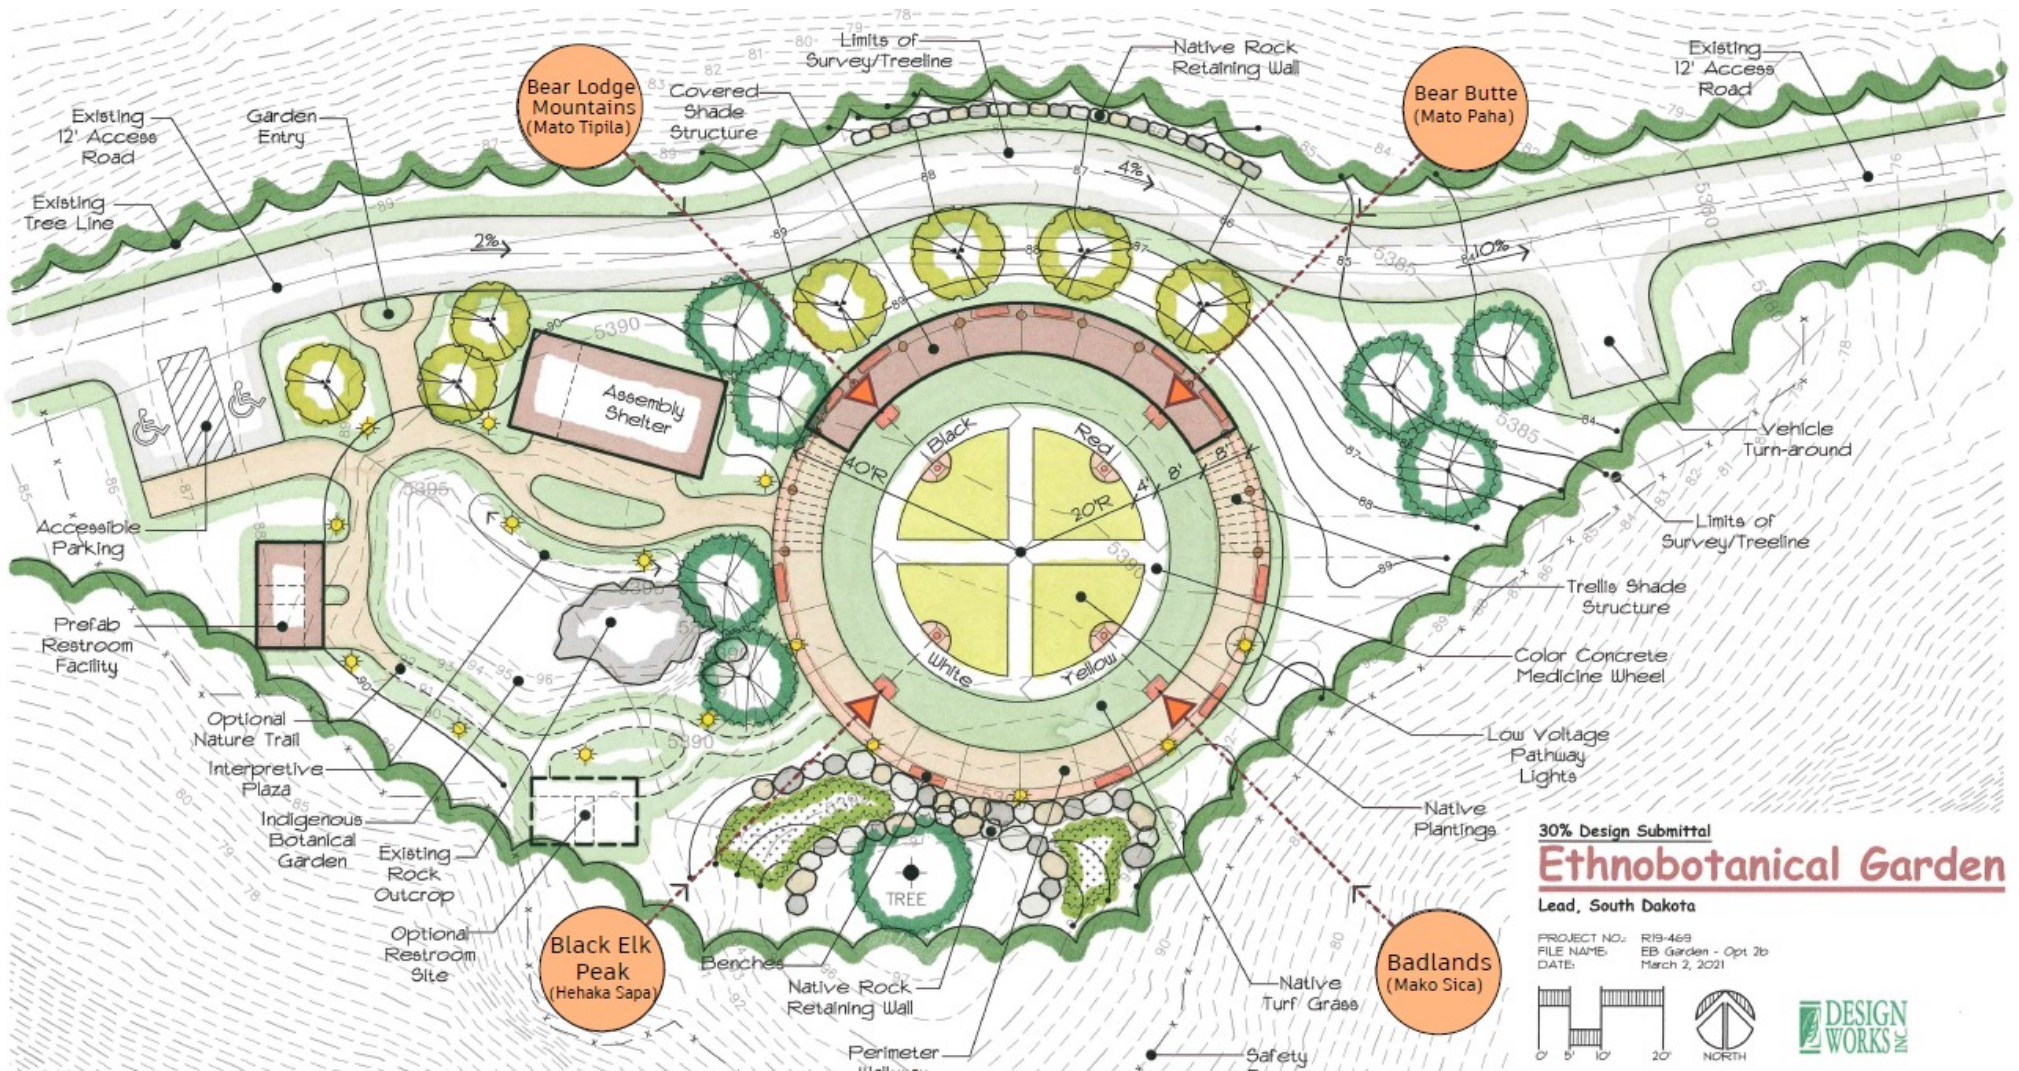 Existing
12' Access
Road
Garden
Entry
Existing
Tree Line
Bear Lodge
Mountains
(Mato Tipila)
Covered
Shade
Structure
Limits of
Survey/Treeline
Native Rock
Retaining Wall
Bear Butte
(Mato Paha)
Existing
12' Access
Road
2%
4%
10%
5390
5385
5380
5385
Assembly
Shelter
Black
Red
White
Yellow
40'R
20'R
4'
8'
8'
5390
5395
5390
Vehicle
Turn-around
Limits of
Survey/Treeline
Trellis Shade
Structure
Color Concrete
Medicine Wheel
Low Voltage
Pathway
Lights
Native
Plantings
Accessible
Parking
Prefab
Restroom
Facility
Optional
Nature Trail
Interpretive
Plaza
Indigenous
Botanical
Garden
Existing
Rock
Outcrop
Optional
Restroom
Site
TREE
Black Elk
Peak
(Hehaka Sapa)
Benches
Native Rock
Retaining Wall
Perimeter
Native
Turf Grass
Safety
Badlands
(Mako Sica)
30% Design Submittal
Ethnobotanical Garden
Lead, South Dakota
PROJECT NO.: R19-469
FILE NAME: EB Garden - Opt 2b
DATE: March 2, 2021
0' 5' 10' 20'
NORTH
DESIGN
WORKS
INC